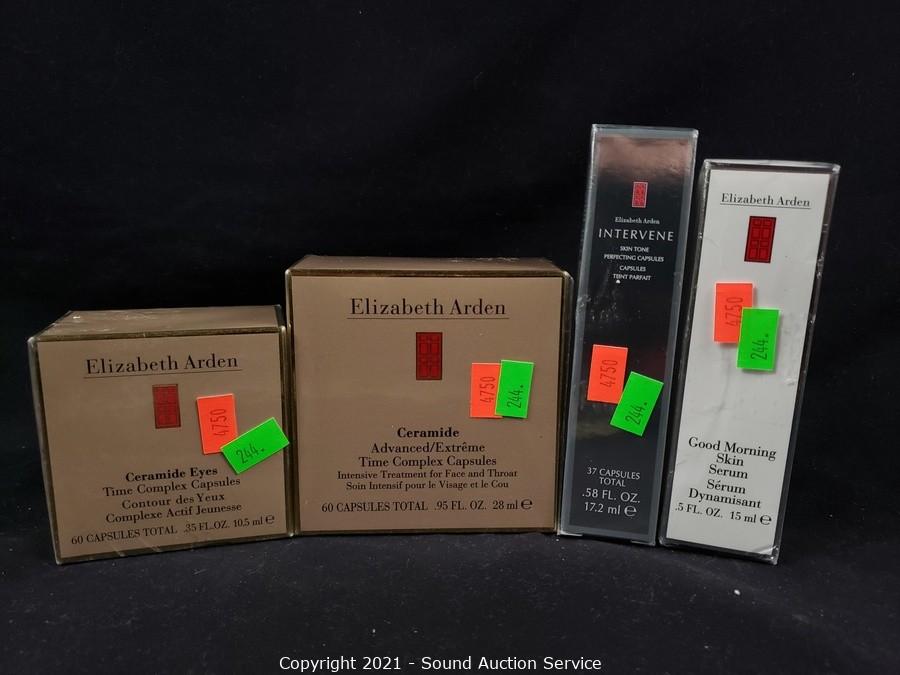 Elizabeth Arden
4750
244.
Ceramide Eyes
Time Complex Capsules
Contour des Yeux
Complexe Actif Jeunesse
60 CAPSULES TOTAL .35 FL.OZ. 10.5 ml e
Elizabeth Arden
4750
244.
Ceramide
Advanced/Extrême
Time Complex Capsules
Intensive Treatment for Face and Throat
Soin Intensif pour le Visage et le Cou
60 CAPSULES TOTAL .95 FL. OZ. 28 ml e
Elizabeth Arden
INTERVENE
SKIN TONE
PERFECTING CAPSULES
CAPSULES
TEINT PARFAIT
4750
244.
37 CAPSULES
TOTAL
.58 FL. OZ.
17.2 ml e
Elizabeth Arden
4750
244.
Good Morning
Skin
Serum
Sérum
Dynamisant
.5 FL. OZ. 15 ml e
Copyright 2021 - Sound Auction Service